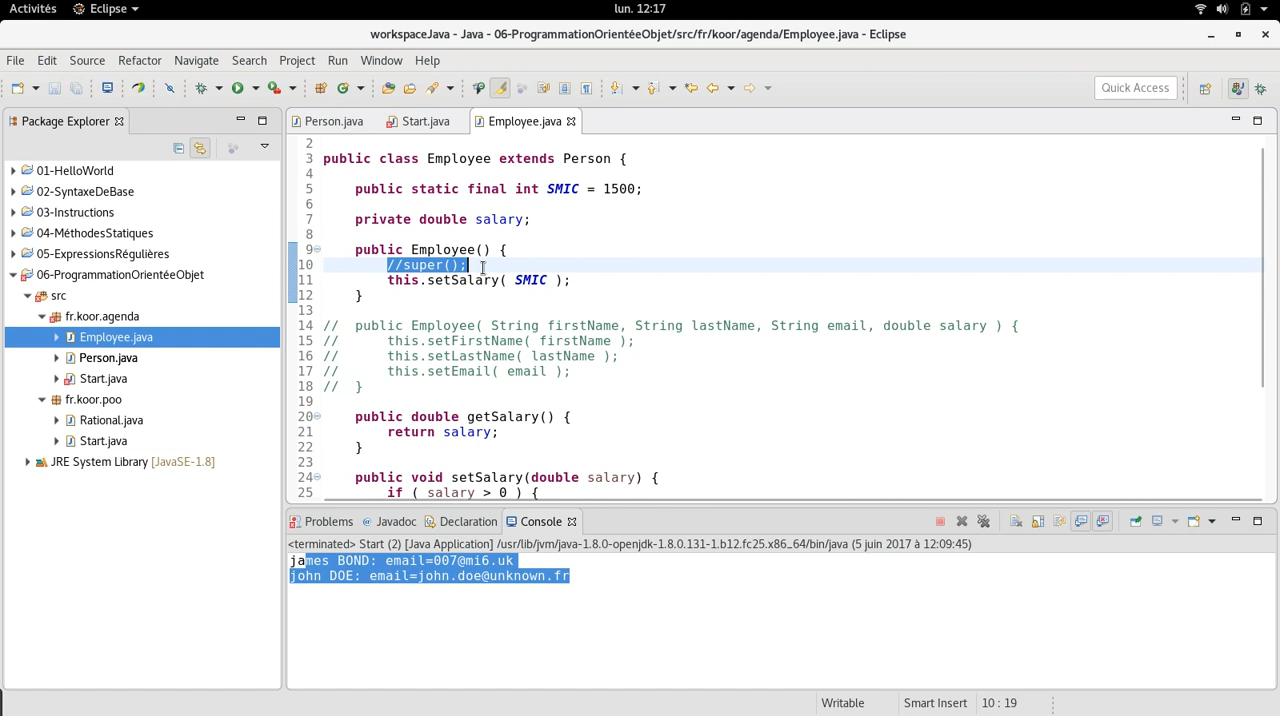 Activités Eclipse lun. 12:17
workspaceJava - Java - 06-ProgrammationOrientéeObjet/src/fr/koor/agenda/Employee.java - Eclipse
File Edit Source Refactor Navigate Search Project Run Window Help
Quick Access
Package Explorer
01-HelloWorld
02-SyntaxeDeBase
03-Instructions
04-MéthodesStatiques
05-ExpressionsRégulières
06-ProgrammationOrientéeObjet
src
fr.koor.agenda
Employee.java
Person.java
Start.java
fr.koor.poo
Rational.java
Start.java
JRE System Library [JavaSE-1.8]
Person.java Start.java Employee.java
2
3 public class Employee extends Person {
4
5 public static final int SMIC = 1500;
6
7 private double salary;
8
9 public Employee() {
10 //super();
11 this.setSalary( SMIC );
12 }
13
14 // public Employee( String firstName, String lastName, String email, double salary ) {
15 // this.setFirstName( firstName );
16 // this.setLastName( lastName );
17 // this.setEmail( email );
18 // }
19
20 public double getSalary() {
21 return salary;
22 }
23
24 public void setSalary(double salary) {
25 if ( salary > 0 ) {
Problems Javadoc Declaration Console
<terminated> Start (2) [Java Application] /usr/lib/jvm/java-1.8.0-openjdk-1.8.0.131-1.b12.fc25.x86_64/bin/java (5 juin 2017 à 12:09:45)
james BOND: email=007@mi6.uk
john DOE: email=john.doe@unknown.fr
Writable Smart Insert 10 : 19